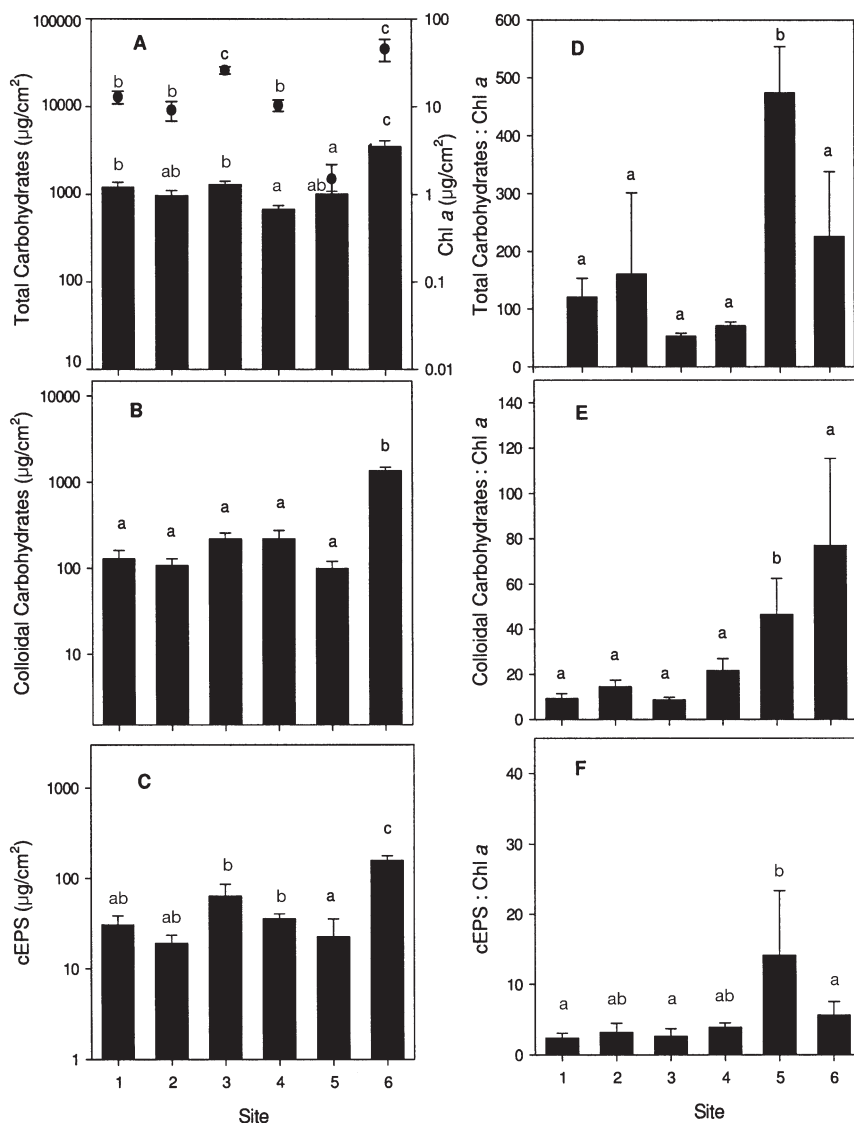 A
Total Carbohydrates (µg/cm²)
100000
10000
1000
100
10
Chl a (µg/cm²)
100
10
1
0.1
0.01
b
b
c
b
a
c
b
ab
b
a
ab
c
B
Colloidal Carbohydrates (µg/cm²)
10000
1000
100
10
a
a
a
a
a
b
C
cEPS (µg/cm²)
1000
100
10
1
ab
ab
b
b
a
c
1 2 3 4 5 6
Site
D
Total Carbohydrates : Chl a
600
500
400
300
200
100
0
a
a
a
a
b
a
E
Colloidal Carbohydrates : Chl a
140
120
100
80
60
40
20
0
a
a
a
a
b
a
F
cEPS : Chl a
40
30
20
10
0
a
ab
a
ab
b
a
1 2 3 4 5 6
Site